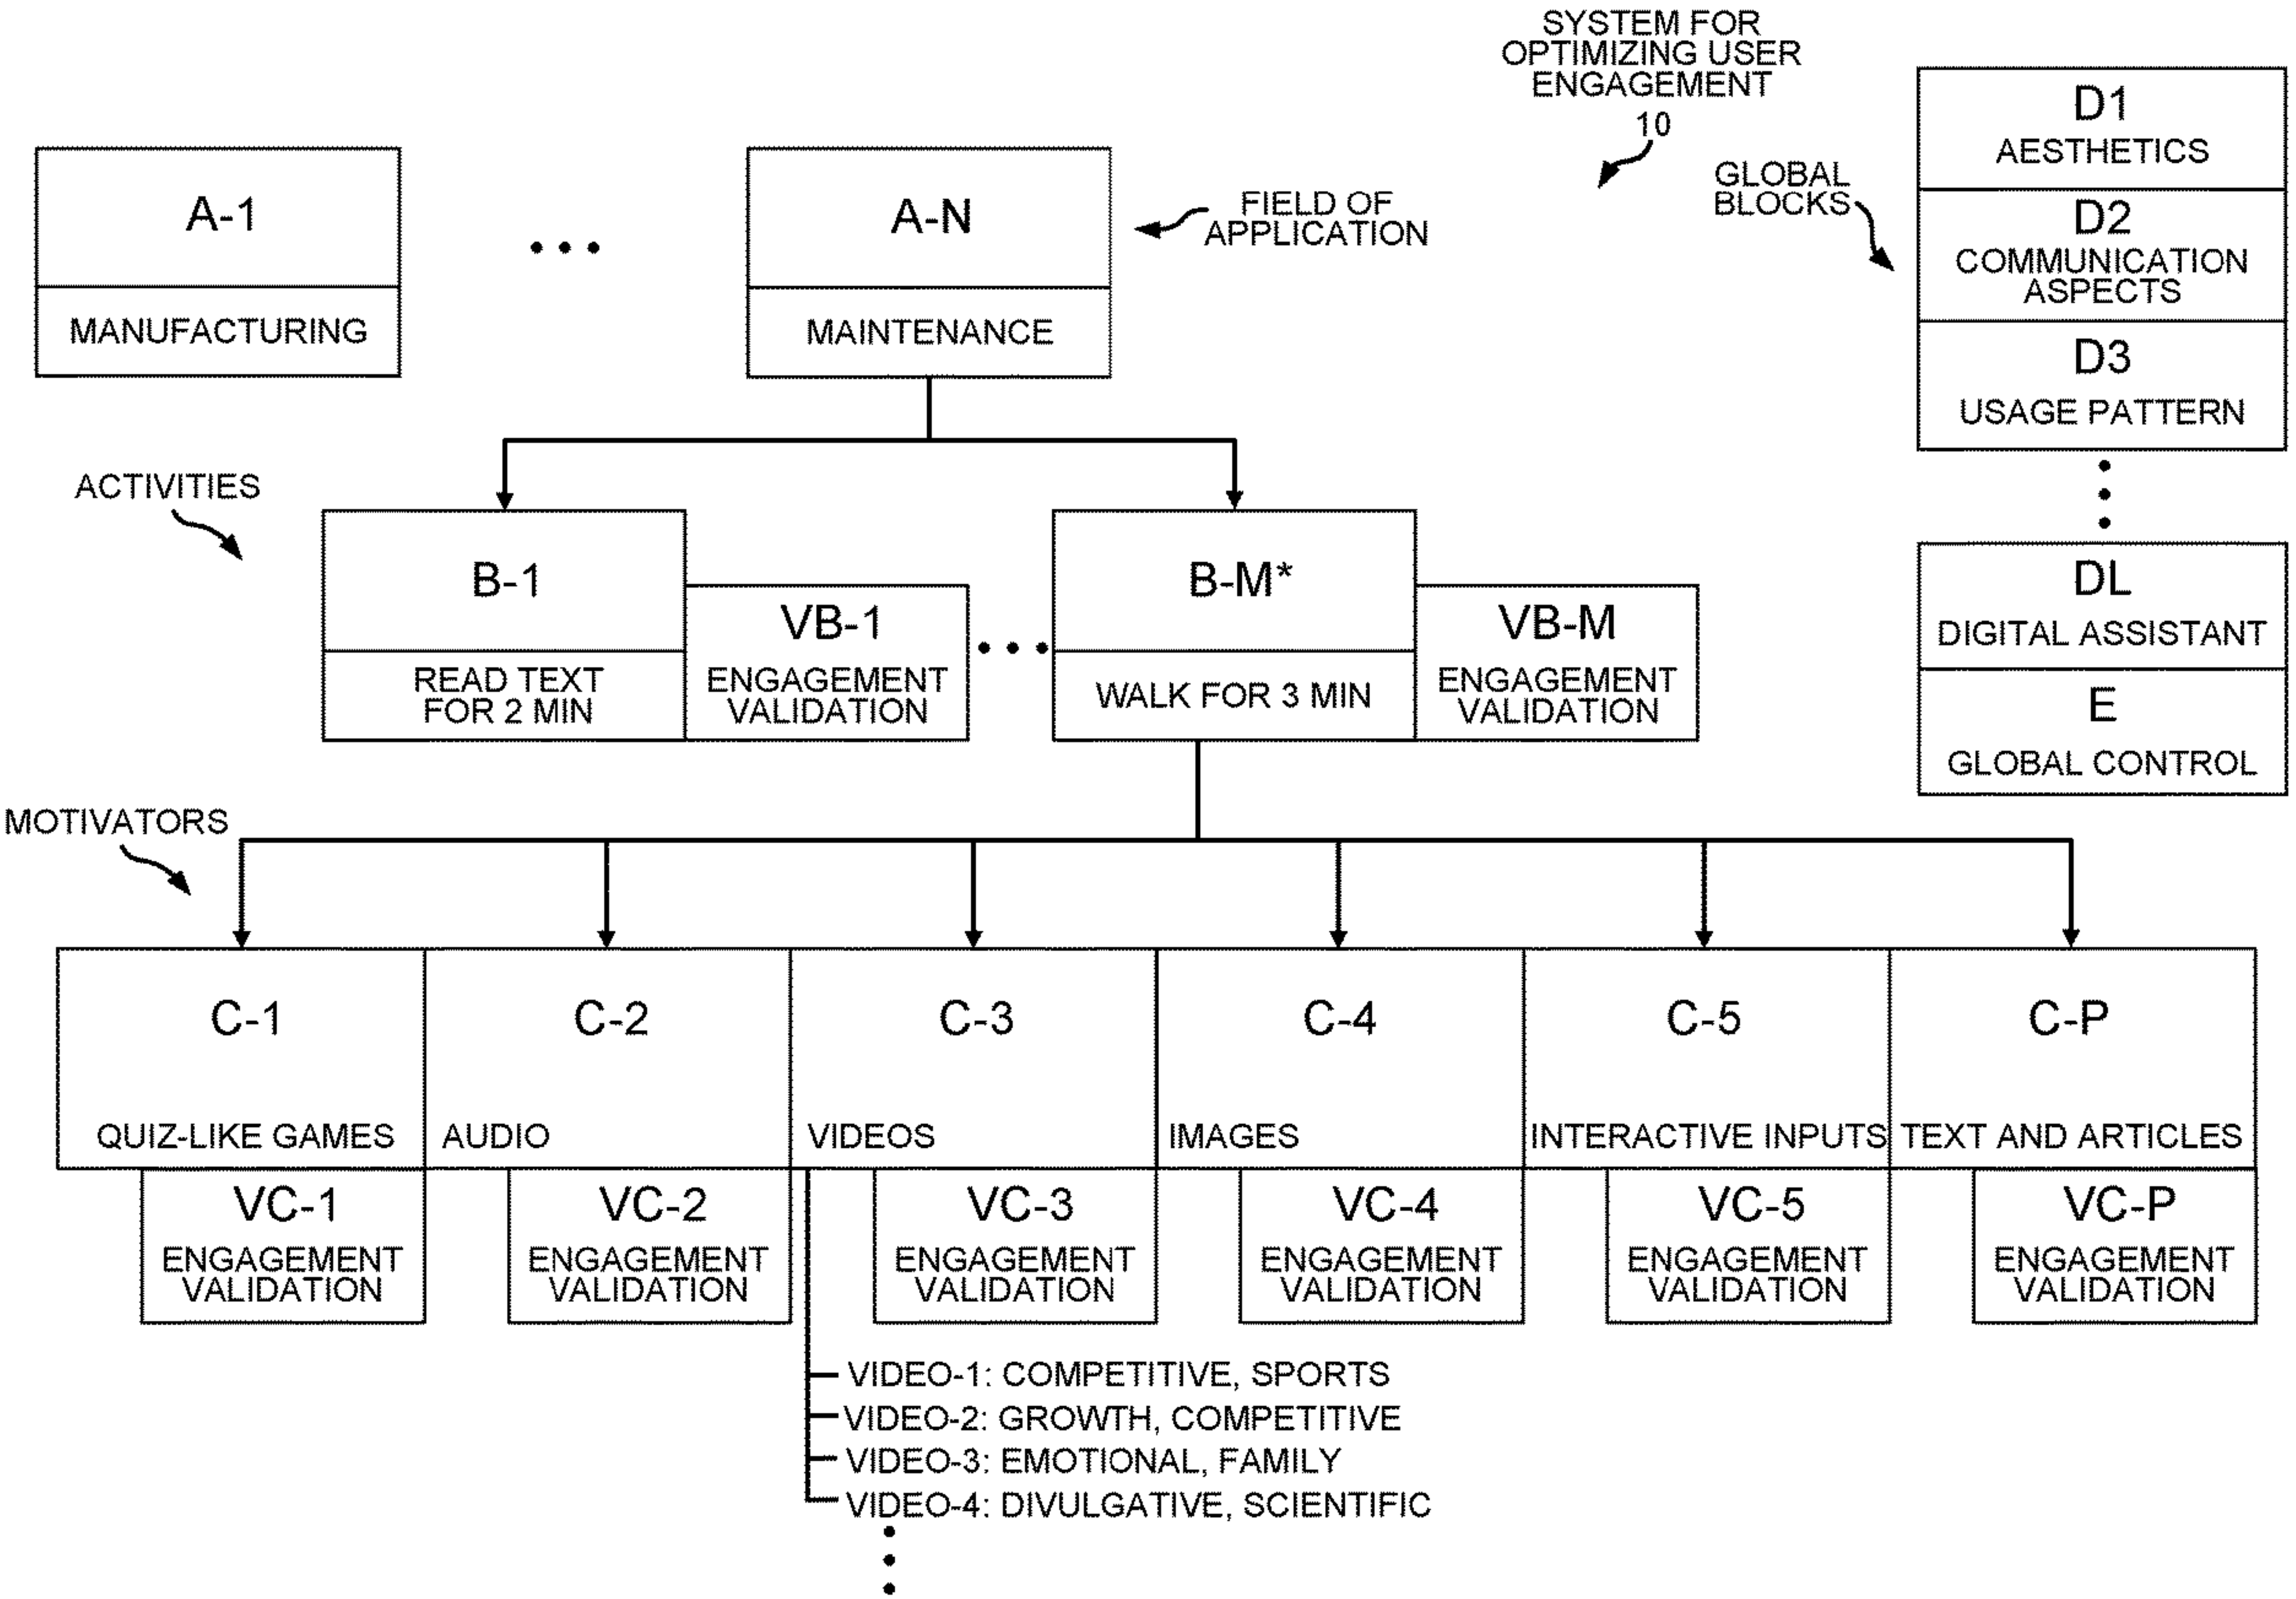 SYSTEM FOR
OPTIMIZING USER
ENGAGEMENT
10
D1
AESTHETICS
GLOBAL
BLOCKS
D2
COMMUNICATION
ASPECTS
D3
USAGE PATTERN
DL
DIGITAL ASSISTANT
E
GLOBAL CONTROL
A-1
MANUFACTURING
A-N
MAINTENANCE
FIELD OF
APPLICATION
ACTIVITIES
B-1
READ TEXT
FOR 2 MIN
VB-1
ENGAGEMENT
VALIDATION
B-M*
WALK FOR 3 MIN
VB-M
ENGAGEMENT
VALIDATION
MOTIVATORS
C-1
QUIZ-LIKE GAMES
C-2
AUDIO
C-3
VIDEOS
C-4
IMAGES
C-5
INTERACTIVE INPUTS
C-P
TEXT AND ARTICLES
VC-1
ENGAGEMENT
VALIDATION
VC-2
ENGAGEMENT
VALIDATION
VC-3
ENGAGEMENT
VALIDATION
VC-4
ENGAGEMENT
VALIDATION
VC-5
ENGAGEMENT
VALIDATION
VC-P
ENGAGEMENT
VALIDATION
VIDEO-1: COMPETITIVE, SPORTS
VIDEO-2: GROWTH, COMPETITIVE
VIDEO-3: EMOTIONAL, FAMILY
VIDEO-4: DIVULGATIVE, SCIENTIFIC